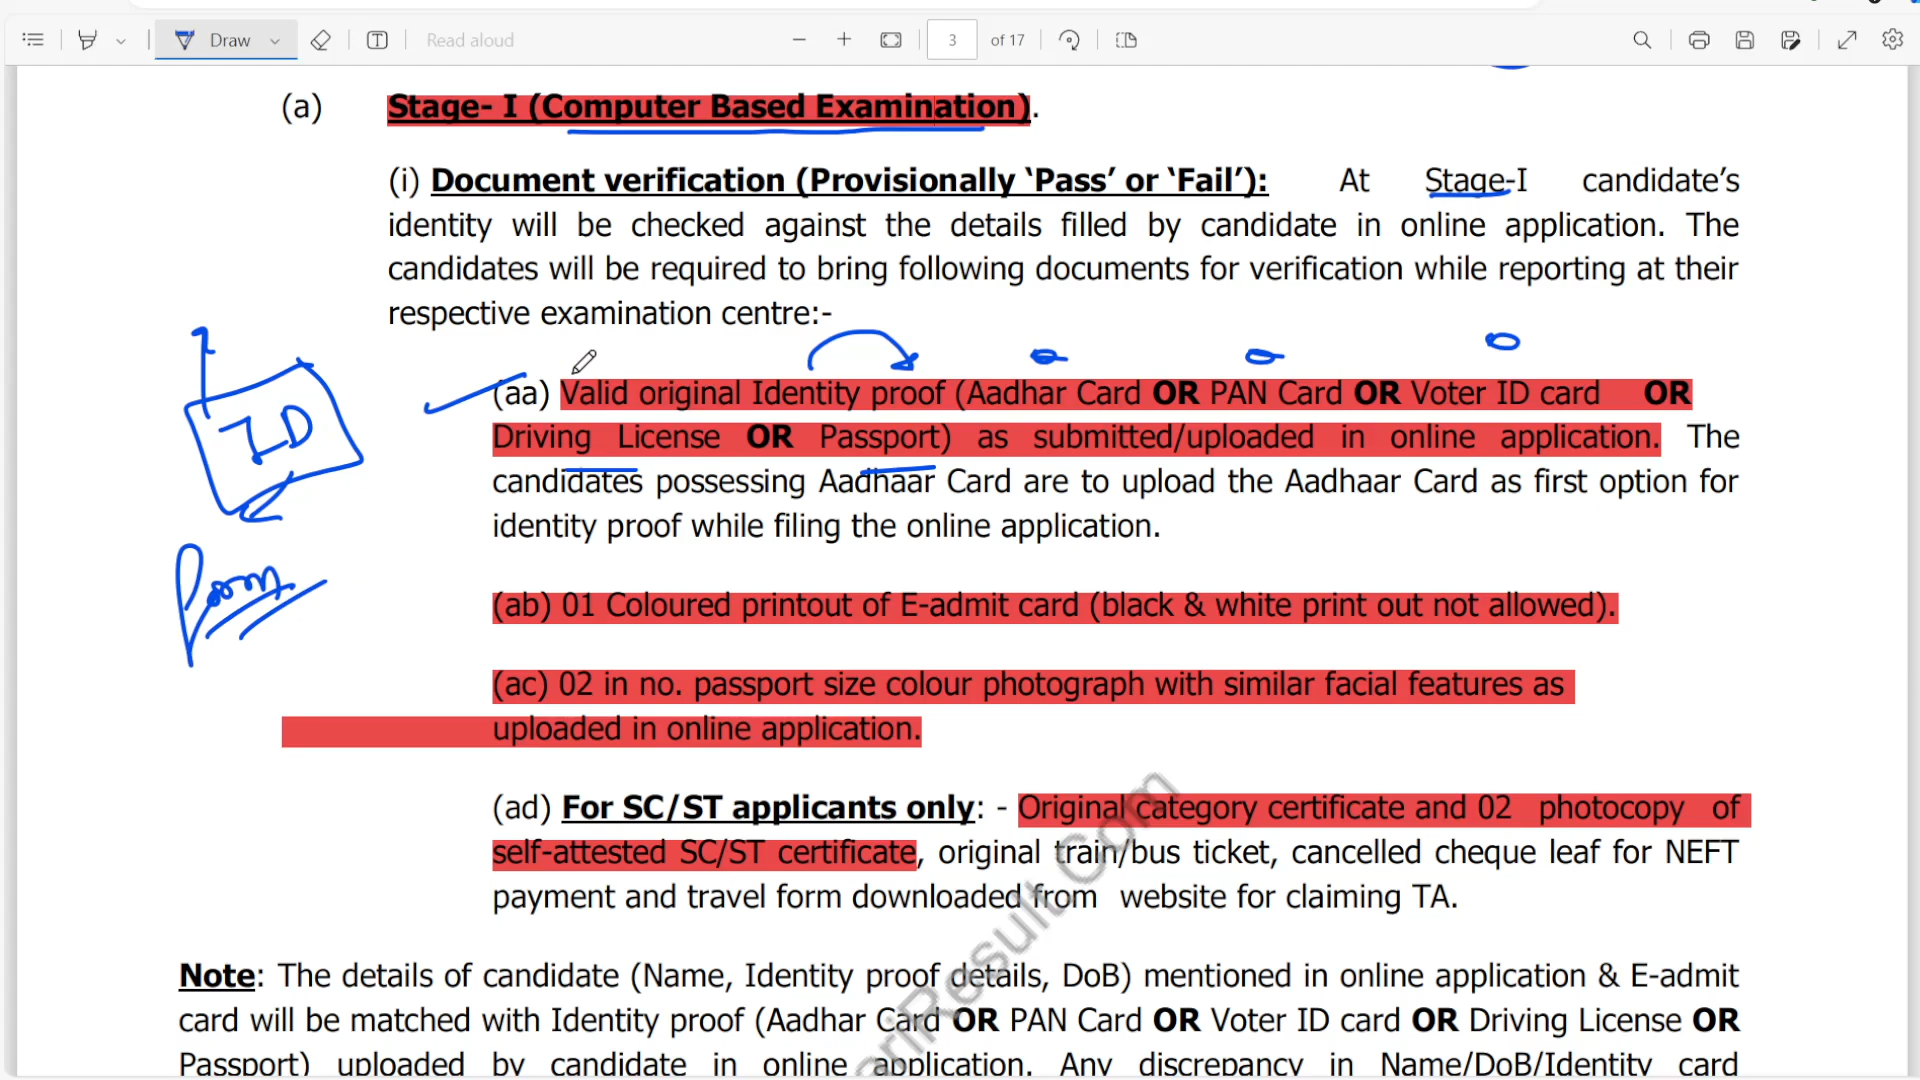 Draw
Read aloud
3 of 17
(a) Stage- I (Computer Based Examination).
(i) Document verification (Provisionally ‘Pass’ or ‘Fail’): At Stage-I candidate’s
identity will be checked against the details filled by candidate in online application. The
candidates will be required to bring following documents for verification while reporting at their
respective examination centre:-
(aa) Valid original Identity proof (Aadhar Card OR PAN Card OR Voter ID card OR
Driving License OR Passport) as submitted/uploaded in online application. The
candidates possessing Aadhaar Card are to upload the Aadhaar Card as first option for
identity proof while filing the online application.
ID
(ab) 01 Coloured printout of E-admit card (black & white print out not allowed).
(ac) 02 in no. passport size colour photograph with similar facial features as
uploaded in online application.
(ad) For SC/ST applicants only: - Original category certificate and 02 photocopy of
self-attested SC/ST certificate, original train/bus ticket, cancelled cheque leaf for NEFT
payment and travel form downloaded from website for claiming TA.
Note: The details of candidate (Name, Identity proof details, DoB) mentioned in online application & E-admit
card will be matched with Identity proof (Aadhar Card OR PAN Card OR Voter ID card OR Driving License OR
Passport) uploaded by candidate in online application. Any discrepancy in Name/DoB/Identity card
ariResult.Com